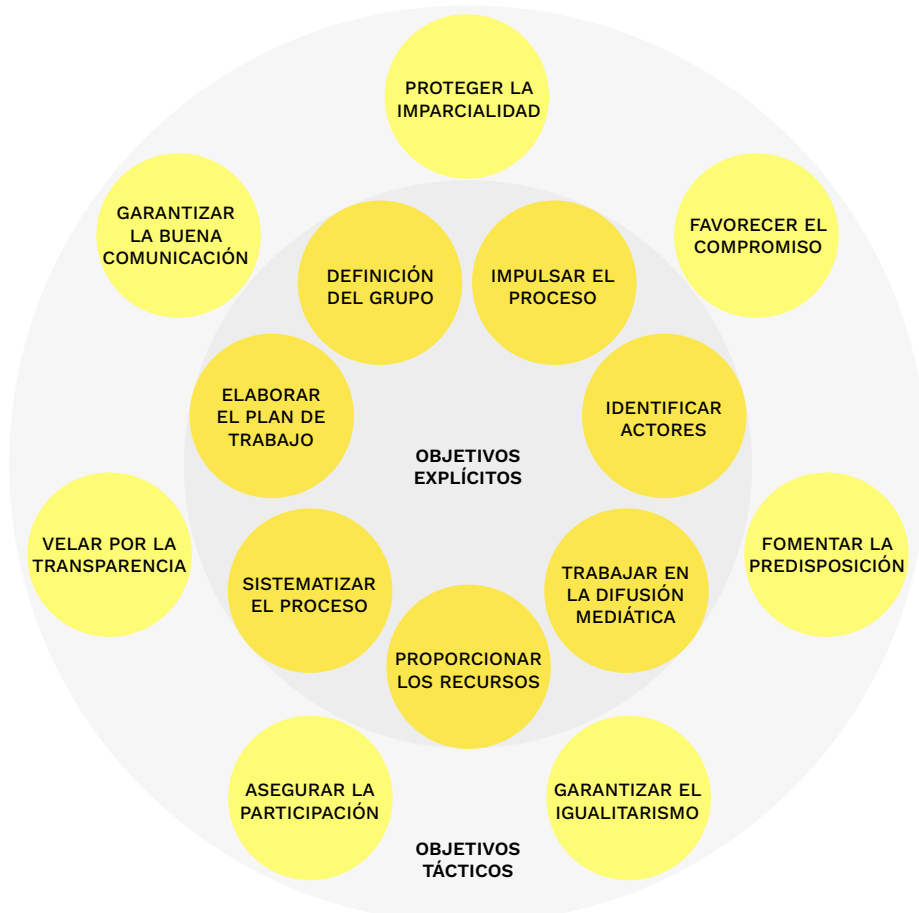 PROTEGER LA
IMPARCIALIDAD
GARANTIZAR
LA BUENA
COMUNICACIÓN
FAVORECER EL
COMPROMISO
DEFINICIÓN
DEL GRUPO
IMPULSAR EL
PROCESO
ELABORAR
EL PLAN DE
TRABAJO
IDENTIFICAR
ACTORES
OBJETIVOS
EXPLÍCITOS
VELAR POR LA
TRANSPARENCIA
FOMENTAR LA
PREDISPOSICIÓN
SISTEMATIZAR
EL PROCESO
TRABAJAR EN
LA DIFUSIÓN
MEDIÁTICA
PROPORCIONAR
LOS RECURSOS
ASEGURAR LA
PARTICIPACIÓN
GARANTIZAR EL
IGUALITARISMO
OBJETIVOS
TÁCTICOS